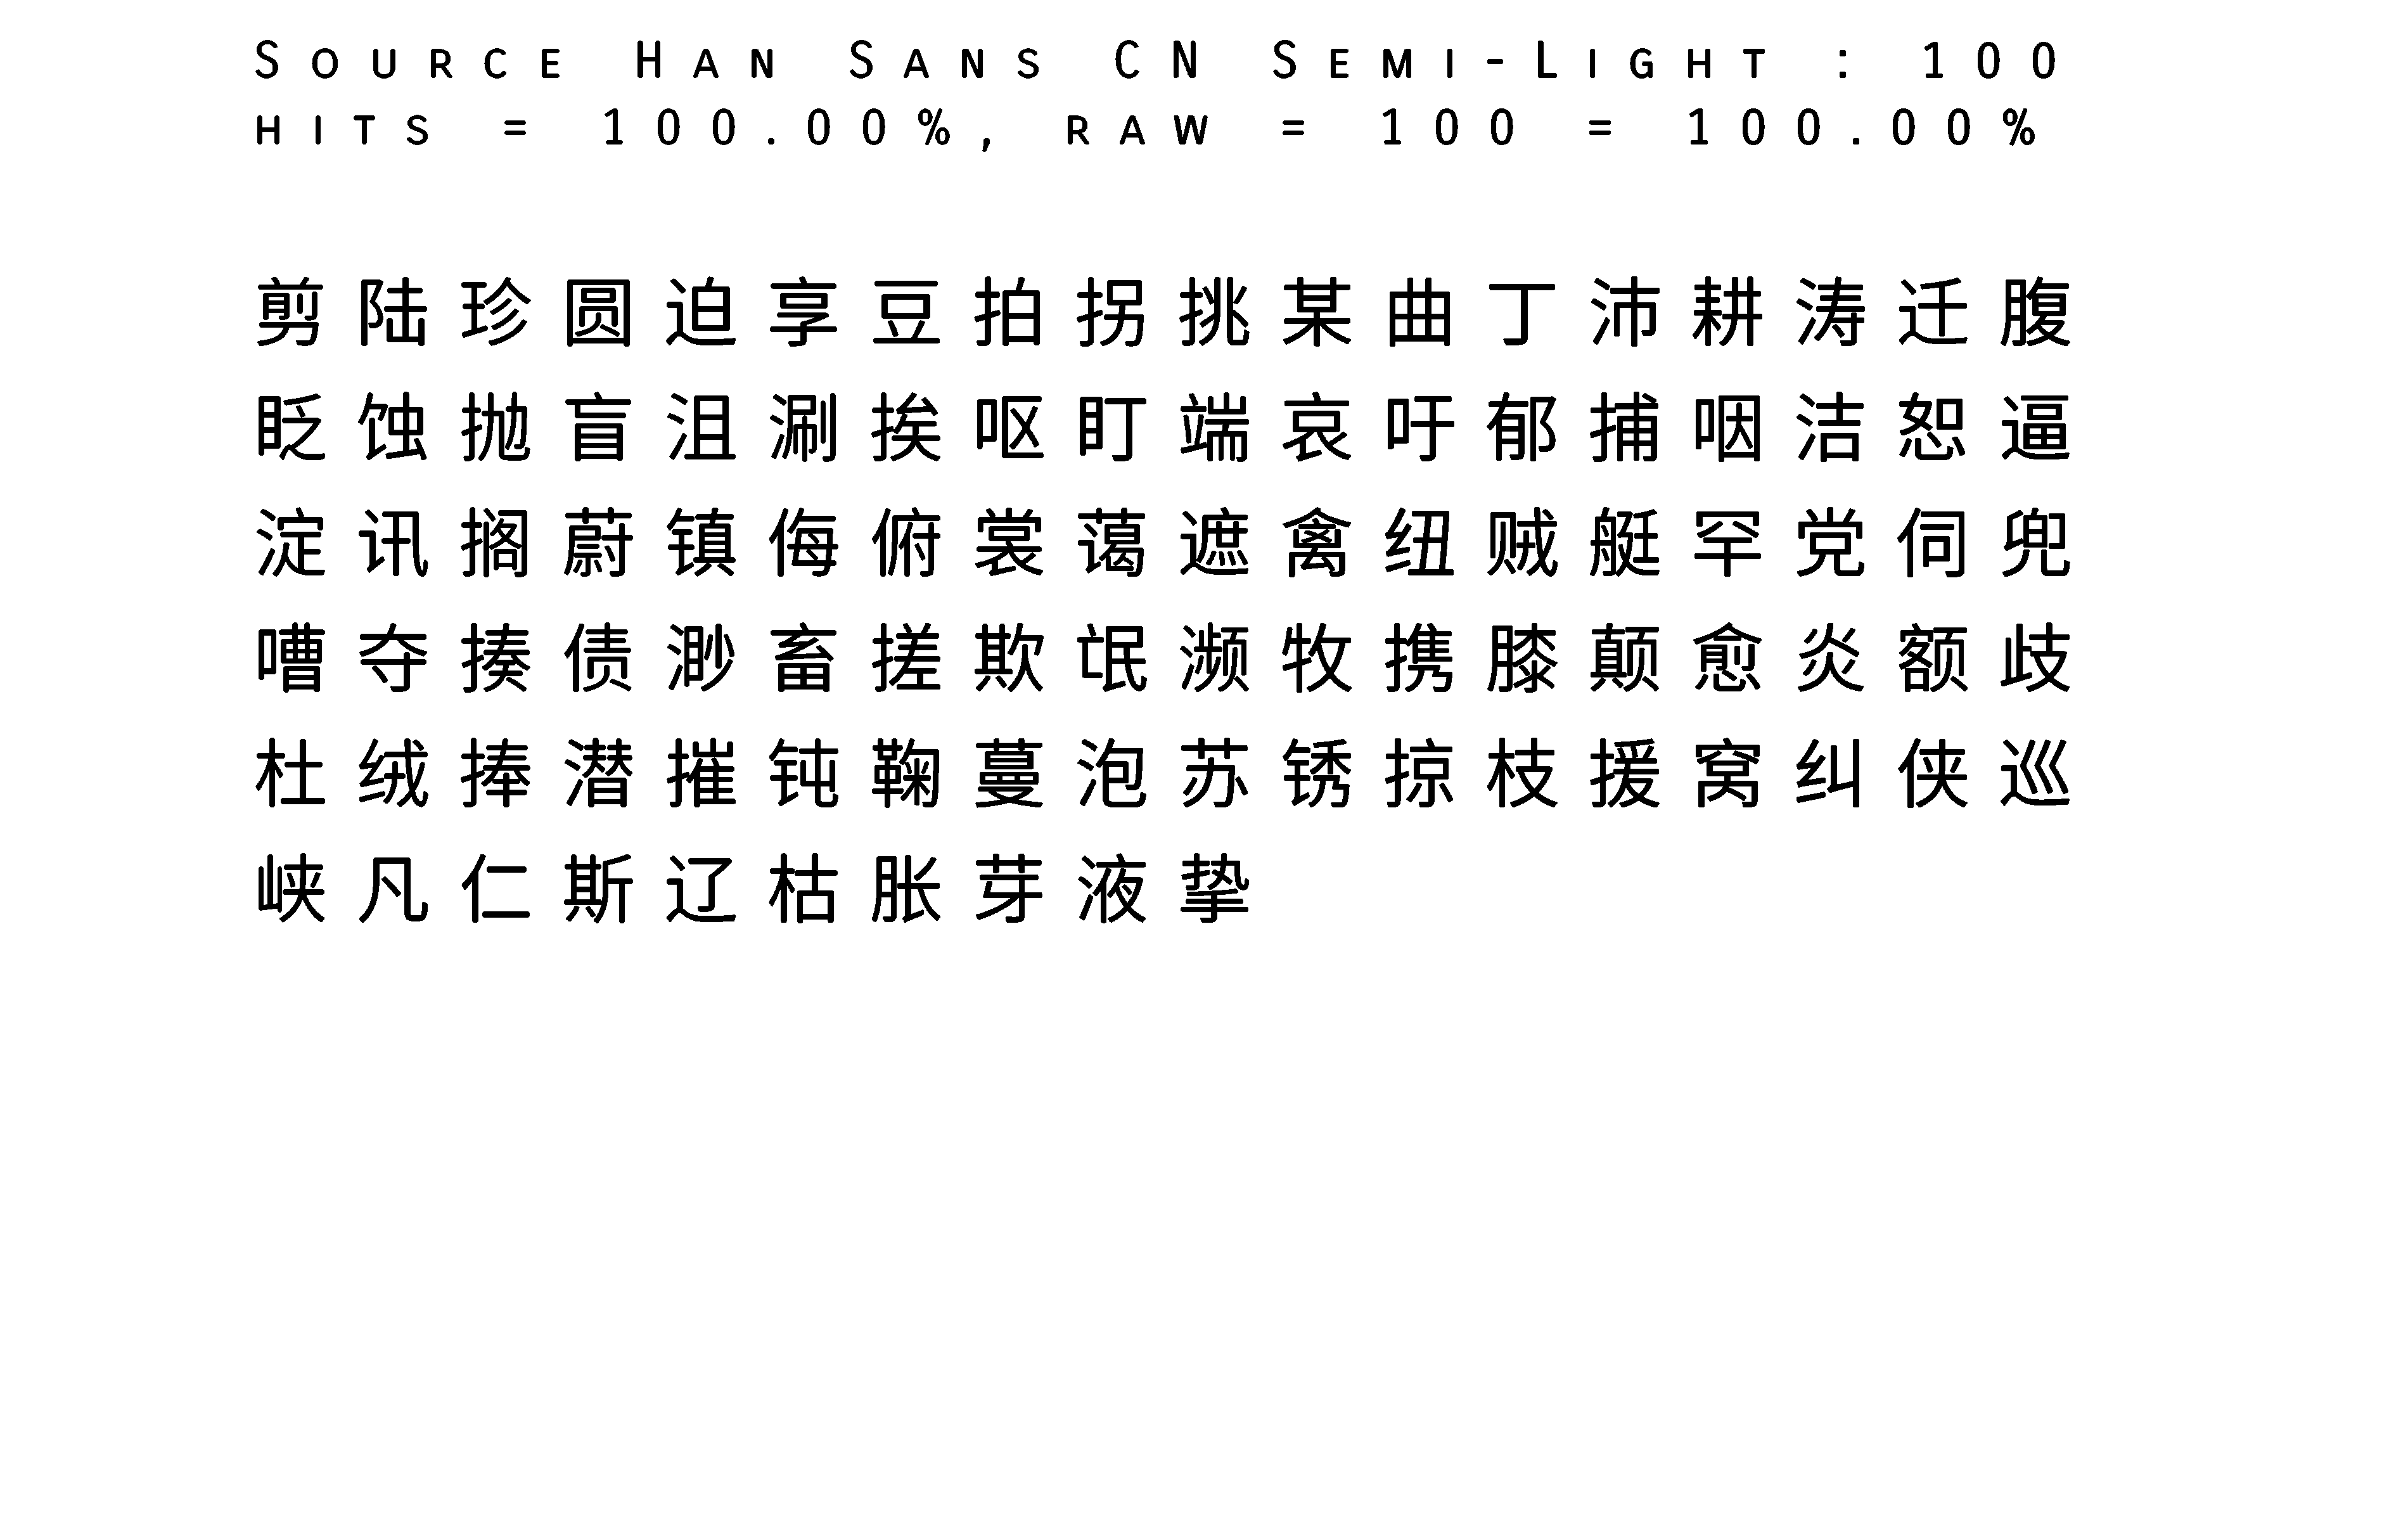 Source Han Sans CN Semi-Light : 100
hits = 100.00%, raw = 100 = 100.00%
剪陆珍圆迫享豆拍拐挑某曲丁沛耕涛迁腹
眨蚀抛盲沮涮挨呕盯端哀吁郁捕咽洁恕逼
淀讯搁蔚镇侮俯裳蔼遮禽纽贼艇罕党伺兜
嘈夺揍债渺畜搓欺氓濒牧携膝颠愈炎额歧
杜绒捧潜摧钝鞠蔓泡苏锈掠枝援窝纠侠巡
峡凡仁斯辽枯胀芽液挚